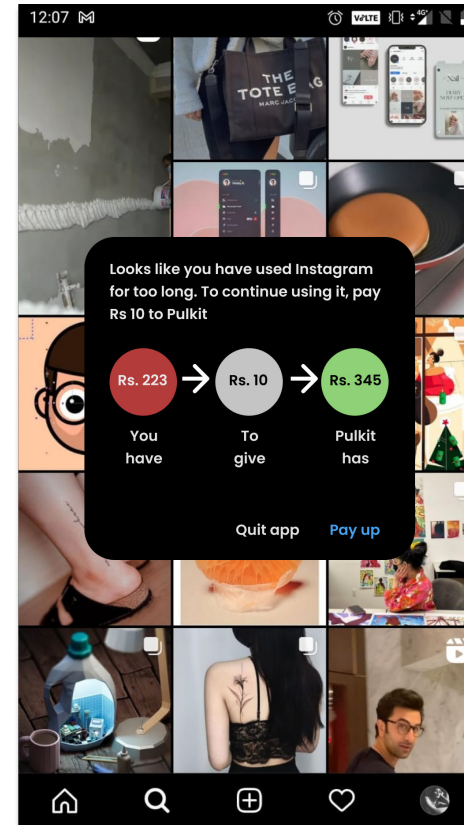 12:07
VoLTE
4G
THE
TOTE BAG
MARC JACOBS
Looks like you have used Instagram
for too long. To continue using it, pay
Rs 10 to Pulkit
Rs. 223
Rs. 10
Rs. 345
You
have
To
give
Pulkit
has
Quit app
Pay up